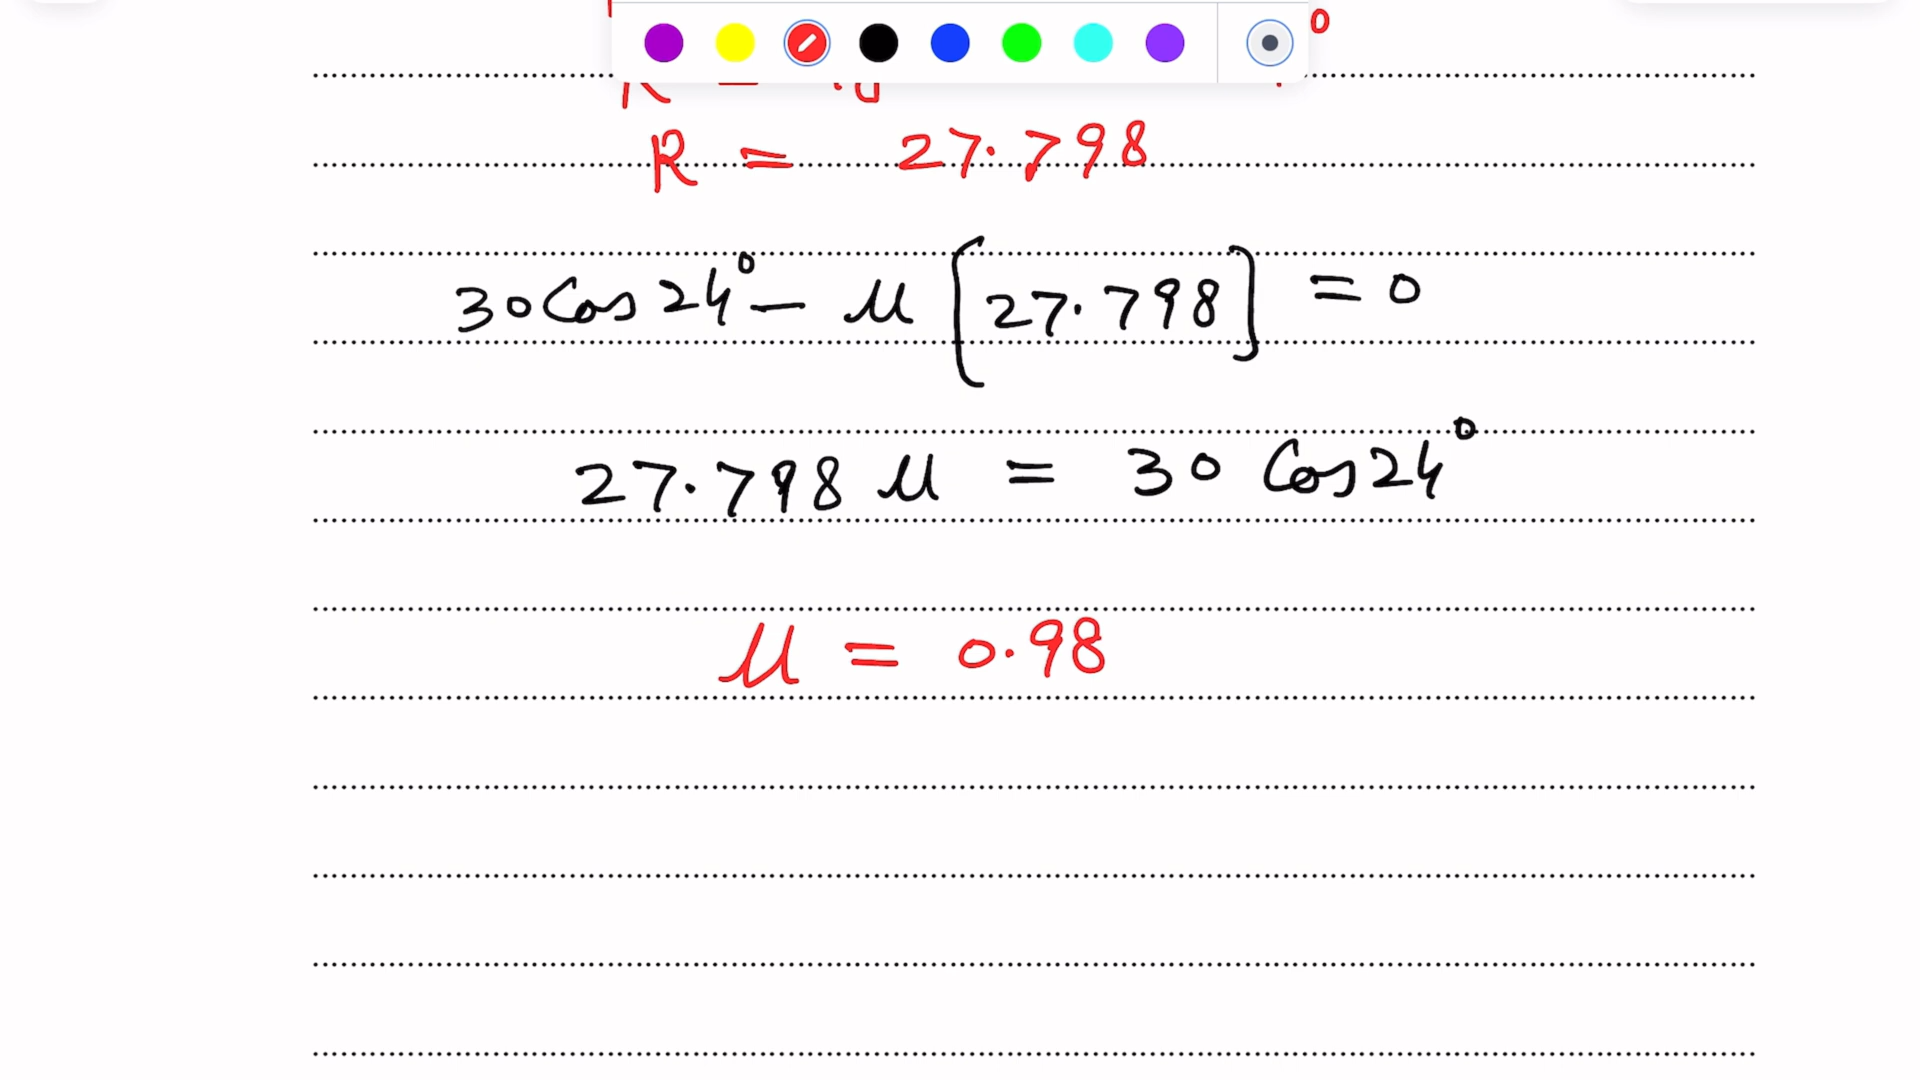 R = 27.798
30 Cos 24° - μ [27.798] = 0
27.798 μ = 30 Cos 24°
μ = 0.98